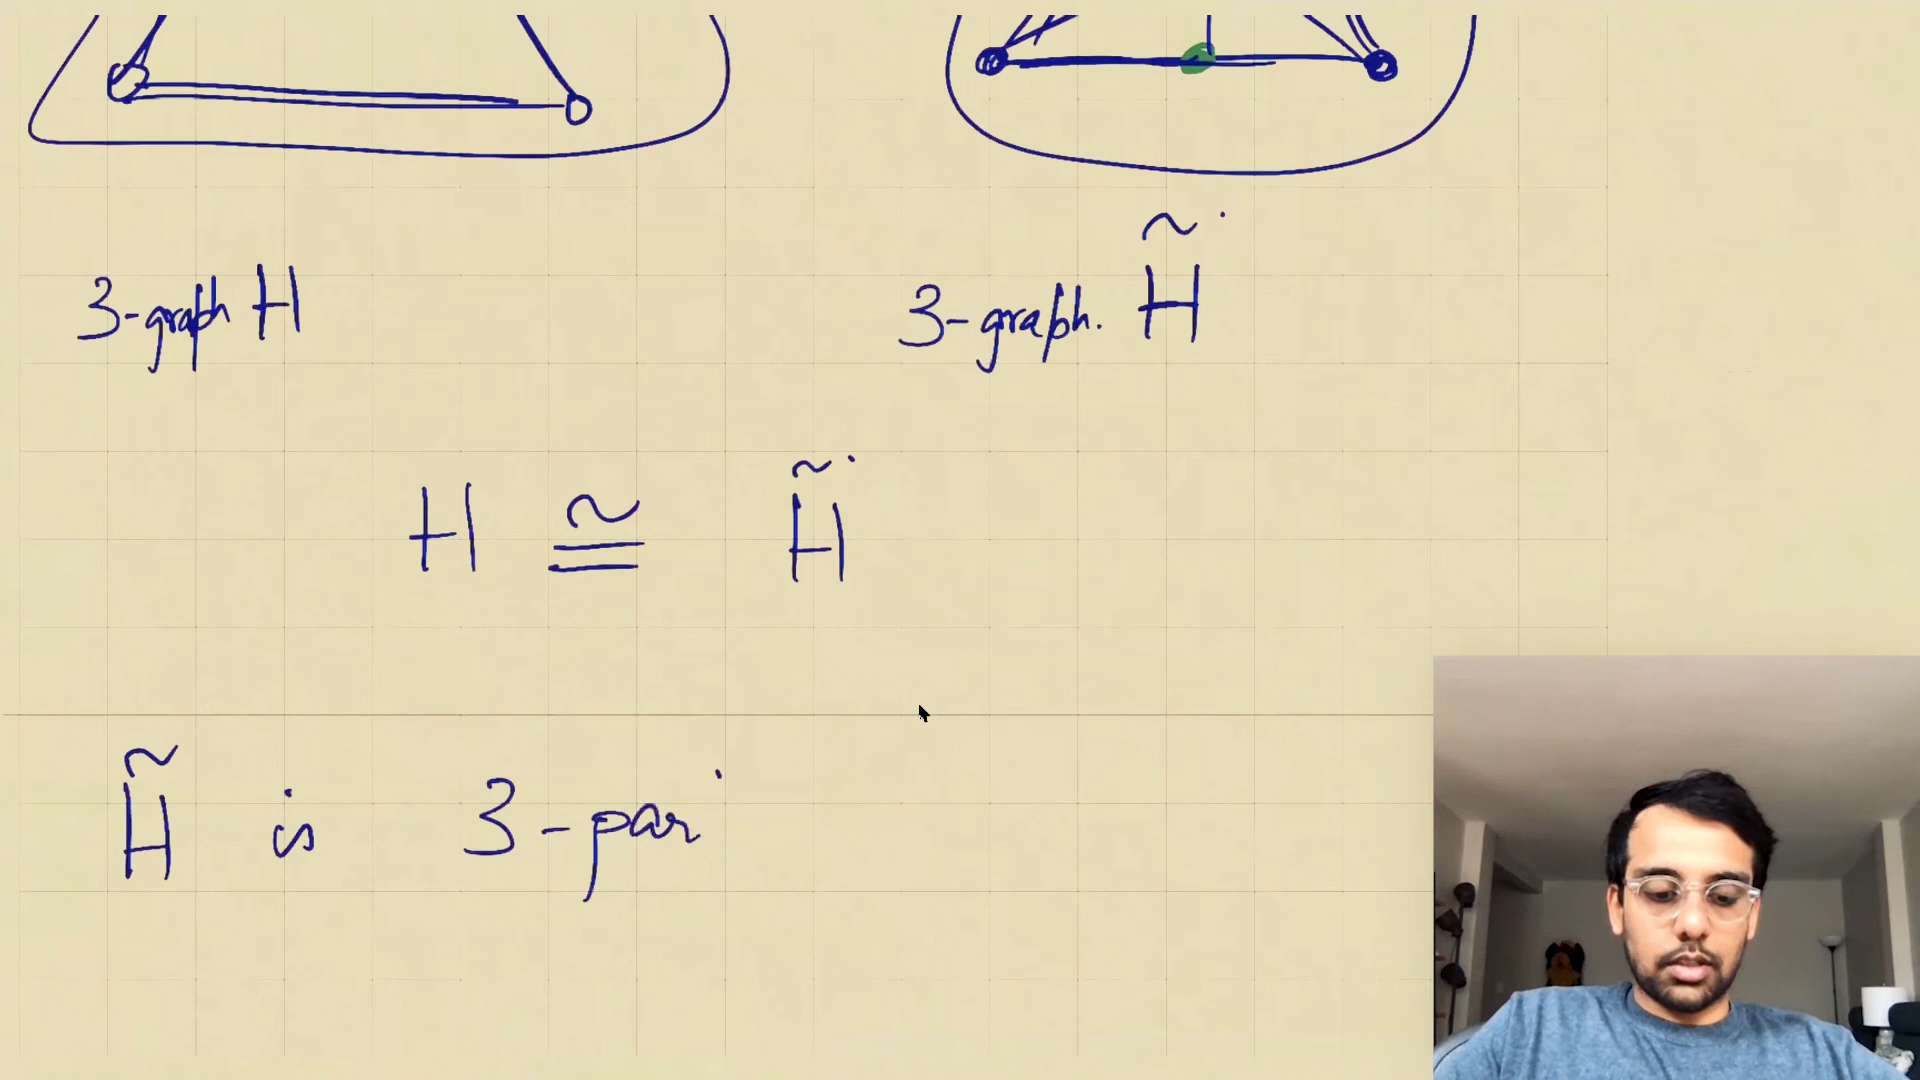 3-graph H
3-graph. H̃
H ≅ H̃
H̃ is 3-par